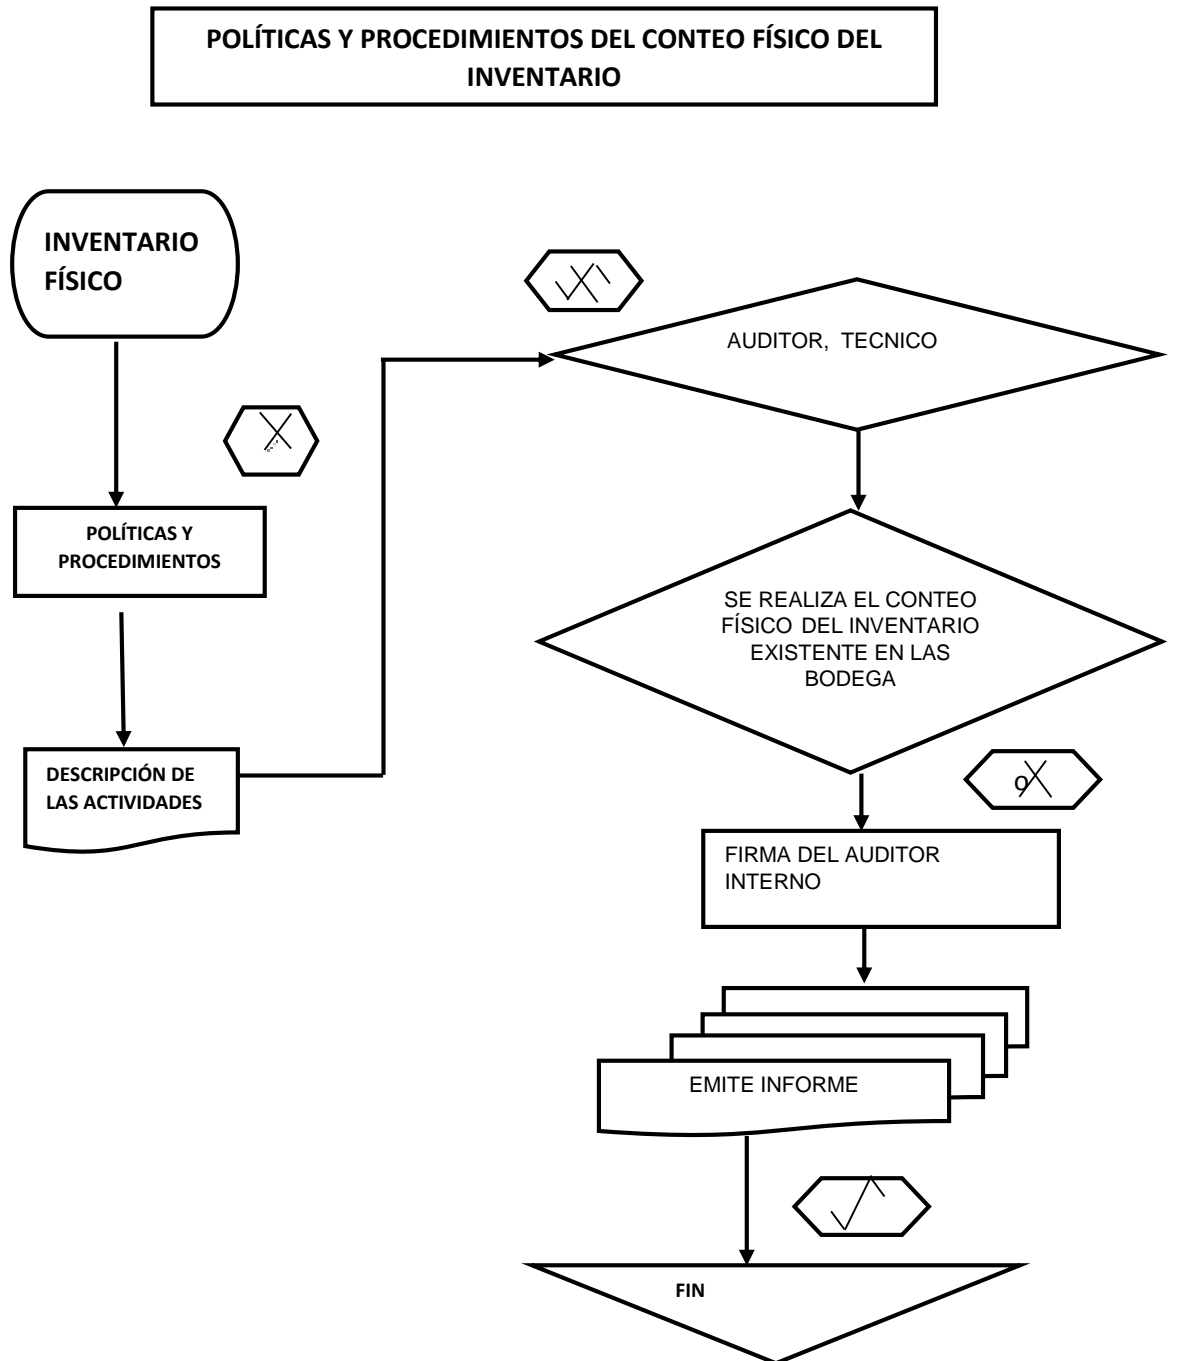 POLÍTICAS Y PROCEDIMIENTOS DEL CONTEO FÍSICO DEL
INVENTARIO
INVENTARIO
FÍSICO
POLÍTICAS Y
PROCEDIMIENTOS
DESCRIPCIÓN DE
LAS ACTIVIDADES
AUDITOR, TECNICO
SE REALIZA EL CONTEO
FÍSICO DEL INVENTARIO
EXISTENTE EN LAS
BODEGA
o
FIRMA DEL AUDITOR
INTERNO
EMITE INFORME
FIN